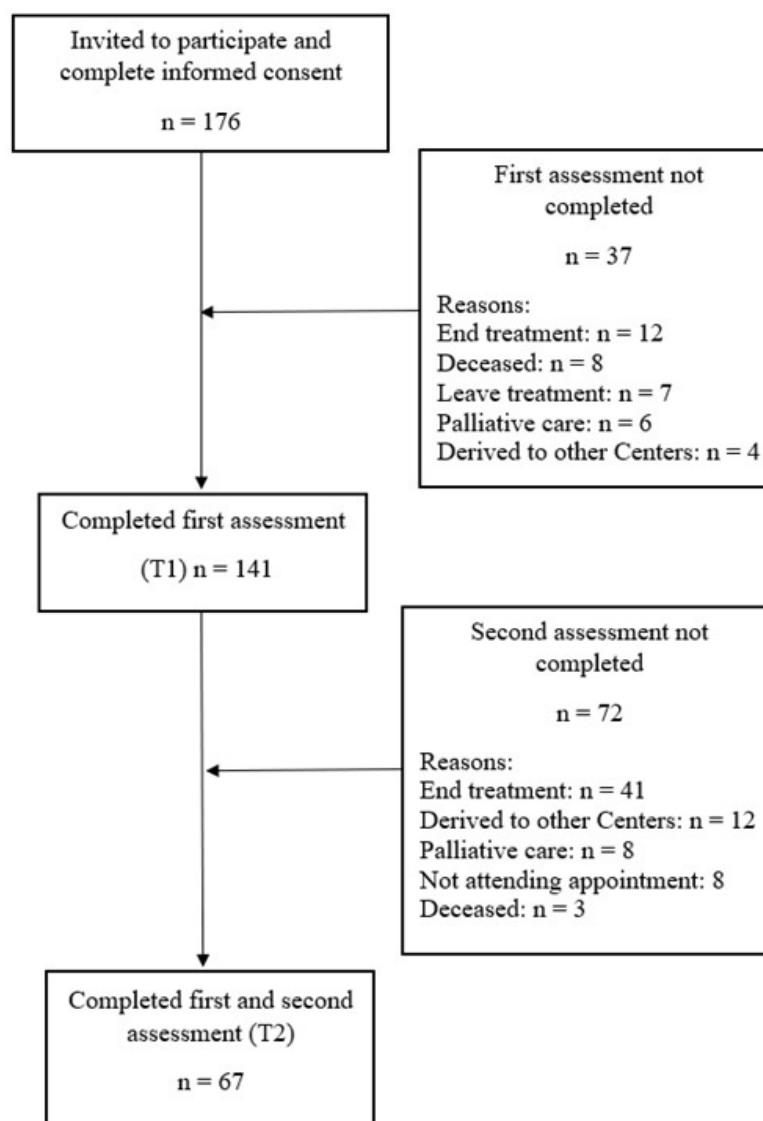 Invited to participate and
complete informed consent
n = 176
First assessment not
completed
n = 37
Reasons:
End treatment: n = 12
Deceased: n = 8
Leave treatment: n = 7
Palliative care: n = 6
Derived to other Centers: n = 4
Completed first assessment
(T1) n = 141
Second assessment not
completed
n = 72
Reasons:
End treatment: n = 41
Derived to other Centers: n = 12
Palliative care: n = 8
Not attending appointment: 8
Deceased: n = 3
Completed first and second
assessment (T2)
n = 67